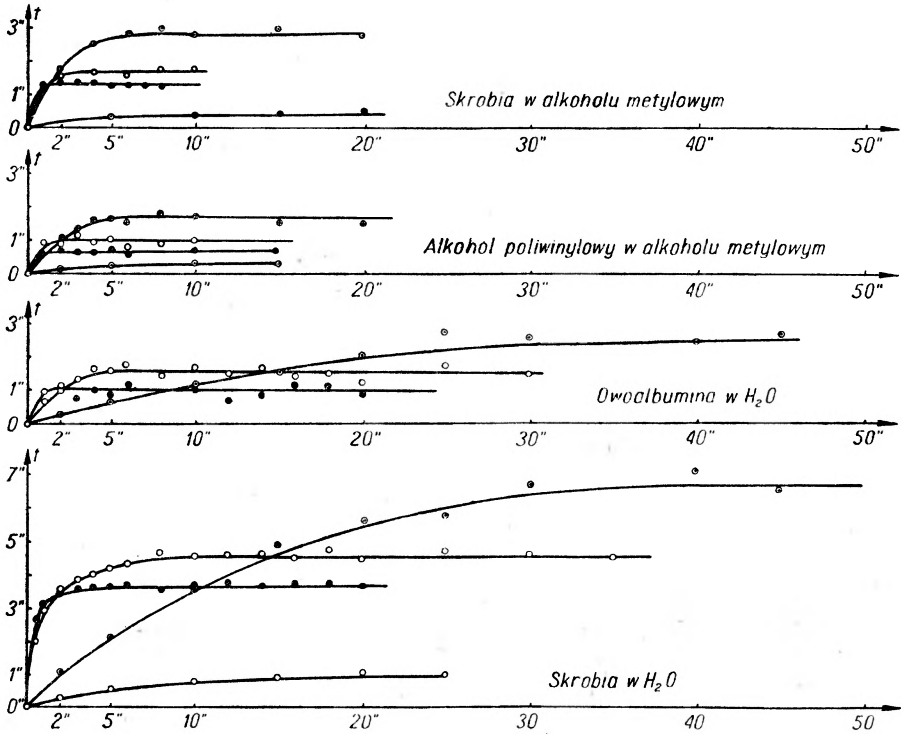 t
3"
1"
0
Skrobia w alkoholu metylowym
2" 5" 10" 20" 30" 40" 50"
t
3"
1"
0
Alkohol poliwinylowy w alkoholu metylowym
2" 5" 10" 20" 30" 40" 50"
t
3"
1"
0
Owoalbumina w H₂O
2" 5" 10" 20" 30" 40" 50"
t
7"
5"
3"
1"
0"
Skrobia w H₂O
2" 5" 10" 20" 30" 40" 50